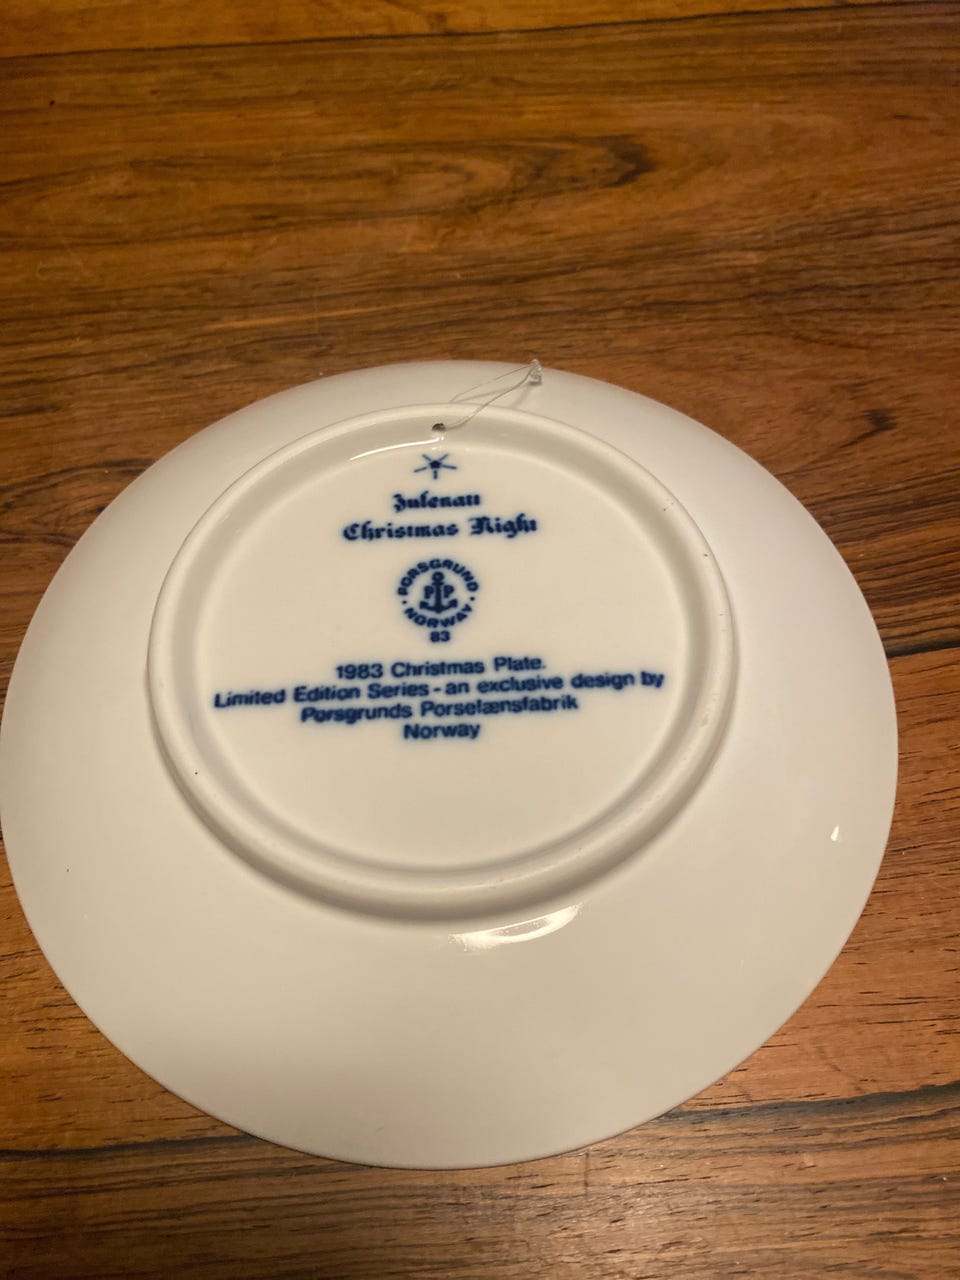 Julenatt
Christmas Night
PORSGRUND
P P
NORWAY
83
1983 Christmas Plate.
Limited Edition Series - an exclusive design by
Porsgrunds Porselænsfabrik
Norway